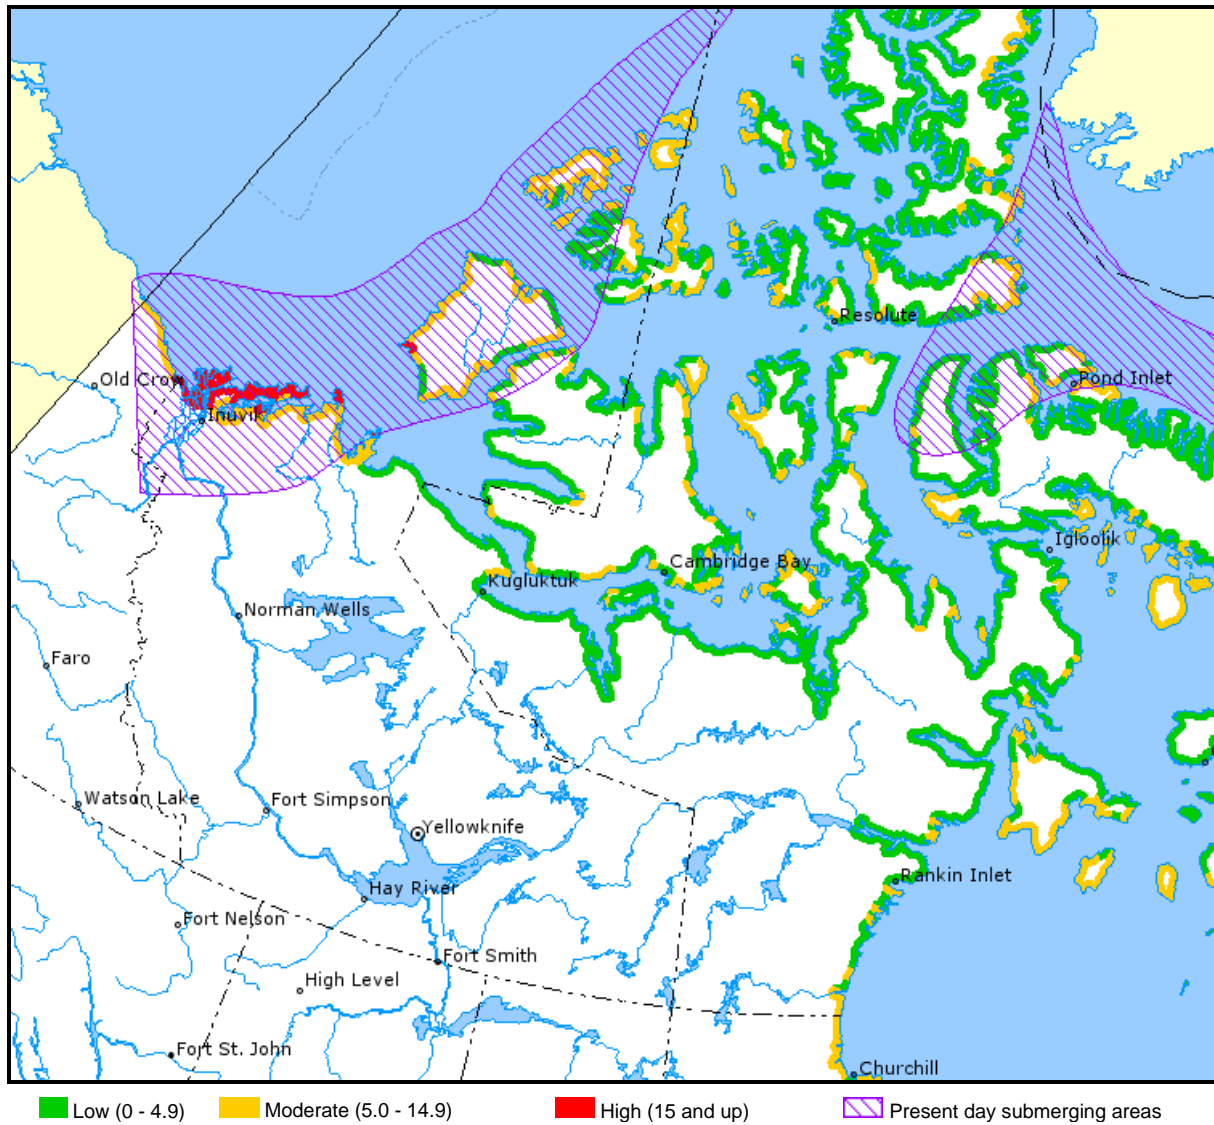 Resolute
Old Crow
Pond Inlet
Inuvik
Igloolik
Cambridge Bay
Kugluktuk
Norman Wells
Faro
Watson Lake
Fort Simpson
Yellowknife
Rankin Inlet
Hay River
Fort Nelson
Fort Smith
High Level
Fort St. John
Churchill
Low (0 - 4.9)
Moderate (5.0 - 14.9)
High (15 and up)
Present day submerging areas